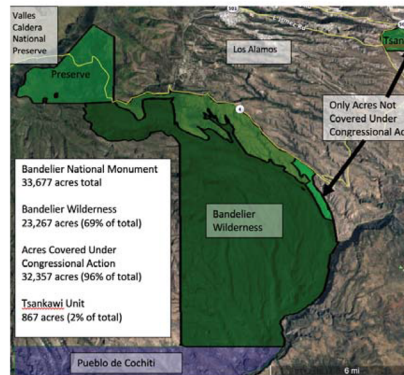 Valles
Caldera
National
Preserve
Los Alamos
Preserve
Only Acres Not
Covered Under
Congressional Ac
Bandelier National Monument
33,677 acres total
Bandelier Wilderness
23,267 acres (69% of total)
Acres Covered Under
Congressional Action
32,357 acres (96% of total)
Tsankawi Unit
867 acres (2% of total)
Bandelier
Wilderness
Pueblo de Cochiti
6 mi